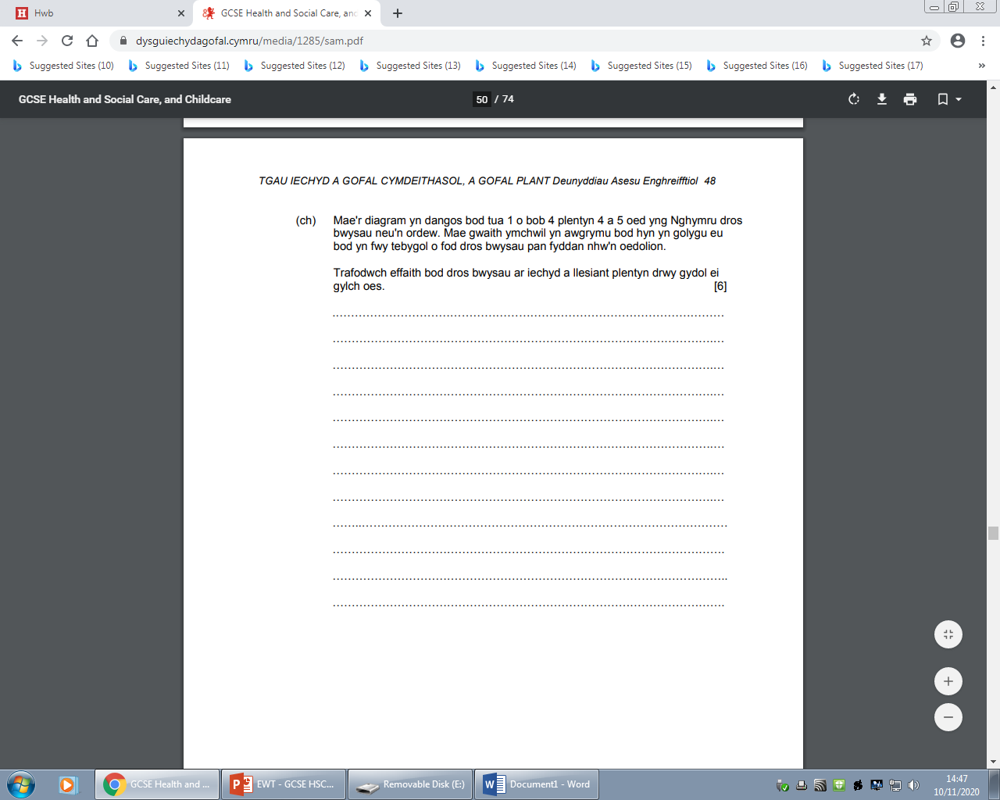 Hwb
GCSE Health and Social Care, and
dysguiechydagofal.cymru/media/1285/sam.pdf
Suggested Sites (10)
Suggested Sites (11)
Suggested Sites (12)
Suggested Sites (13)
Suggested Sites (14)
Suggested Sites (15)
Suggested Sites (16)
Suggested Sites (17)
»
GCSE Health and Social Care, and Childcare
50 / 74
TGAU IECHYD A GOFAL CYMDEITHASOL, A GOFAL PLANT Deunyddiau Asesu Enghreifftiol 48
(ch) Mae'r diagram yn dangos bod tua 1 o bob 4 plentyn 4 a 5 oed yng Nghymru dros
bwysau neu'n ordew. Mae gwaith ymchwil yn awgrymu bod hyn yn golygu eu
bod yn fwy tebygol o fod dros bwysau pan fyddan nhw'n oedolion.
Trafodwch effaith bod dros bwysau ar iechyd a llesiant plentyn drwy gydol ei
gylch oes. [6]
GCSE Health and ...
EWT - GCSE HSC...
Removable Disk (E:)
Document1 - Word
14:47
10/11/2020